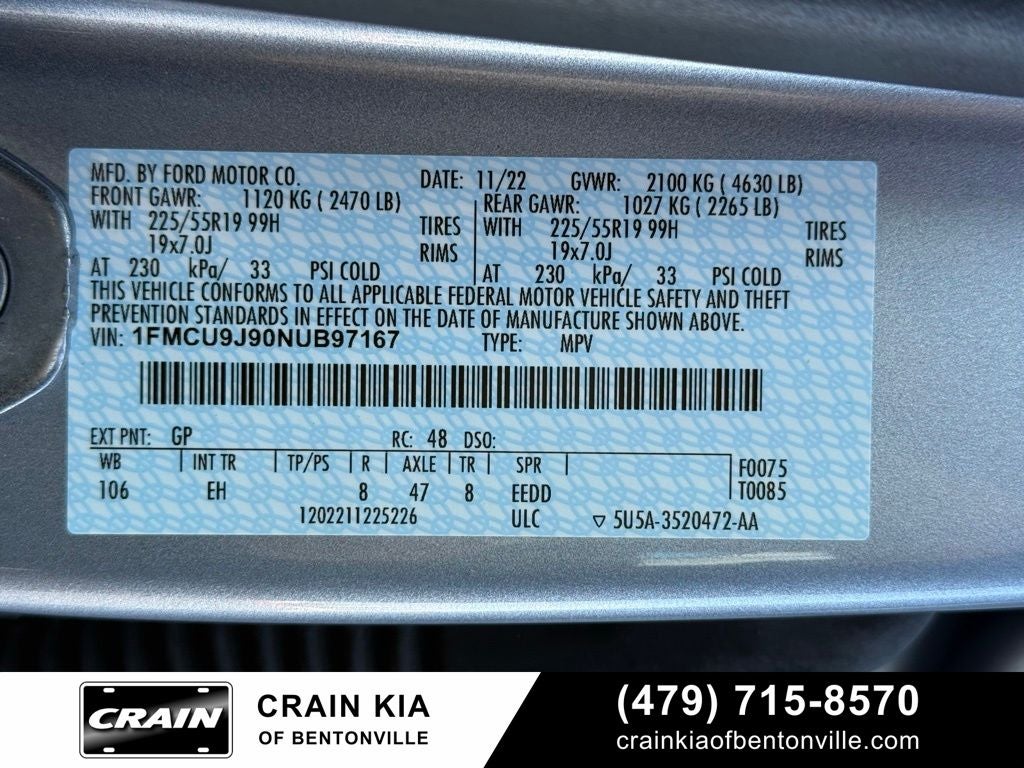 MFD. BY FORD MOTOR CO. DATE: 11/22 GVWR: 2100 KG ( 4630 LB)
FRONT GAWR: 1120 KG ( 2470 LB) REAR GAWR: 1027 KG ( 2265 LB)
WITH 225/55R19 99H TIRES WITH 225/55R19 99H TIRES
19x7.0J RIMS 19x7.0J RIMS
AT 230 kPa/ 33 PSI COLD AT 230 kPa/ 33 PSI COLD
THIS VEHICLE CONFORMS TO ALL APPLICABLE FEDERAL MOTOR VEHICLE SAFETY AND THEFT
PREVENTION STANDARDS IN EFFECT ON THE DATE OF MANUFACTURE SHOWN ABOVE.
VIN: 1FMCU9J90NUB97167 TYPE: MPV
EXT PNT: GP RC: 48 DSO:
WB INT TR TP/PS R AXLE TR SPR F0075
106 EH 8 47 8 EEDD T0085
1202211225226 ULC ▽ 5U5A-3520472-AA
CRAIN
CRAIN KIA
OF BENTONVILLE
(479) 715-8570
crainkiaofbentonville.com